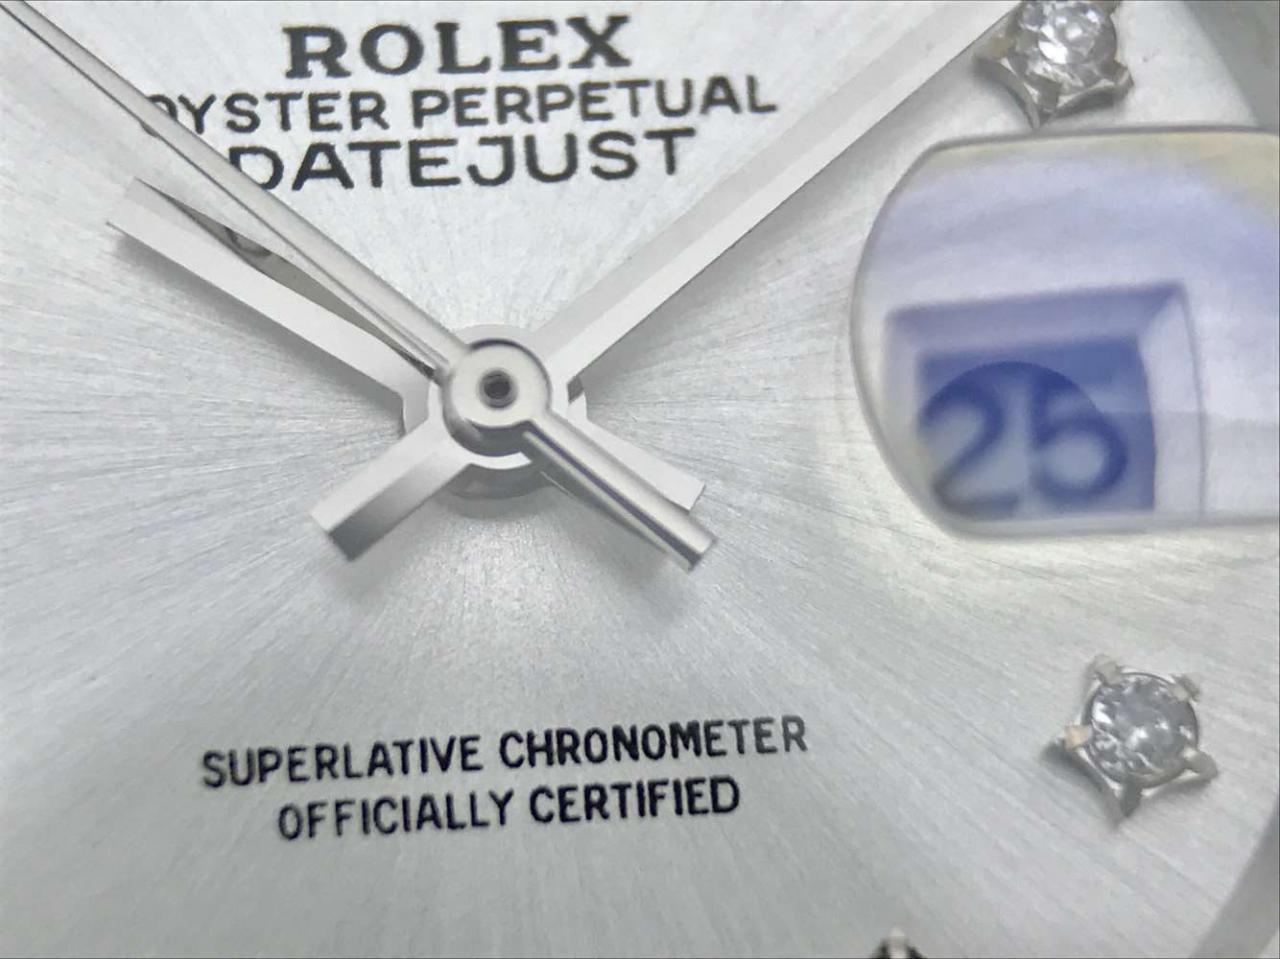 ROLEX
OYSTER PERPETUAL
DATEJUST
25
SUPERLATIVE CHRONOMETER
OFFICIALLY CERTIFIED